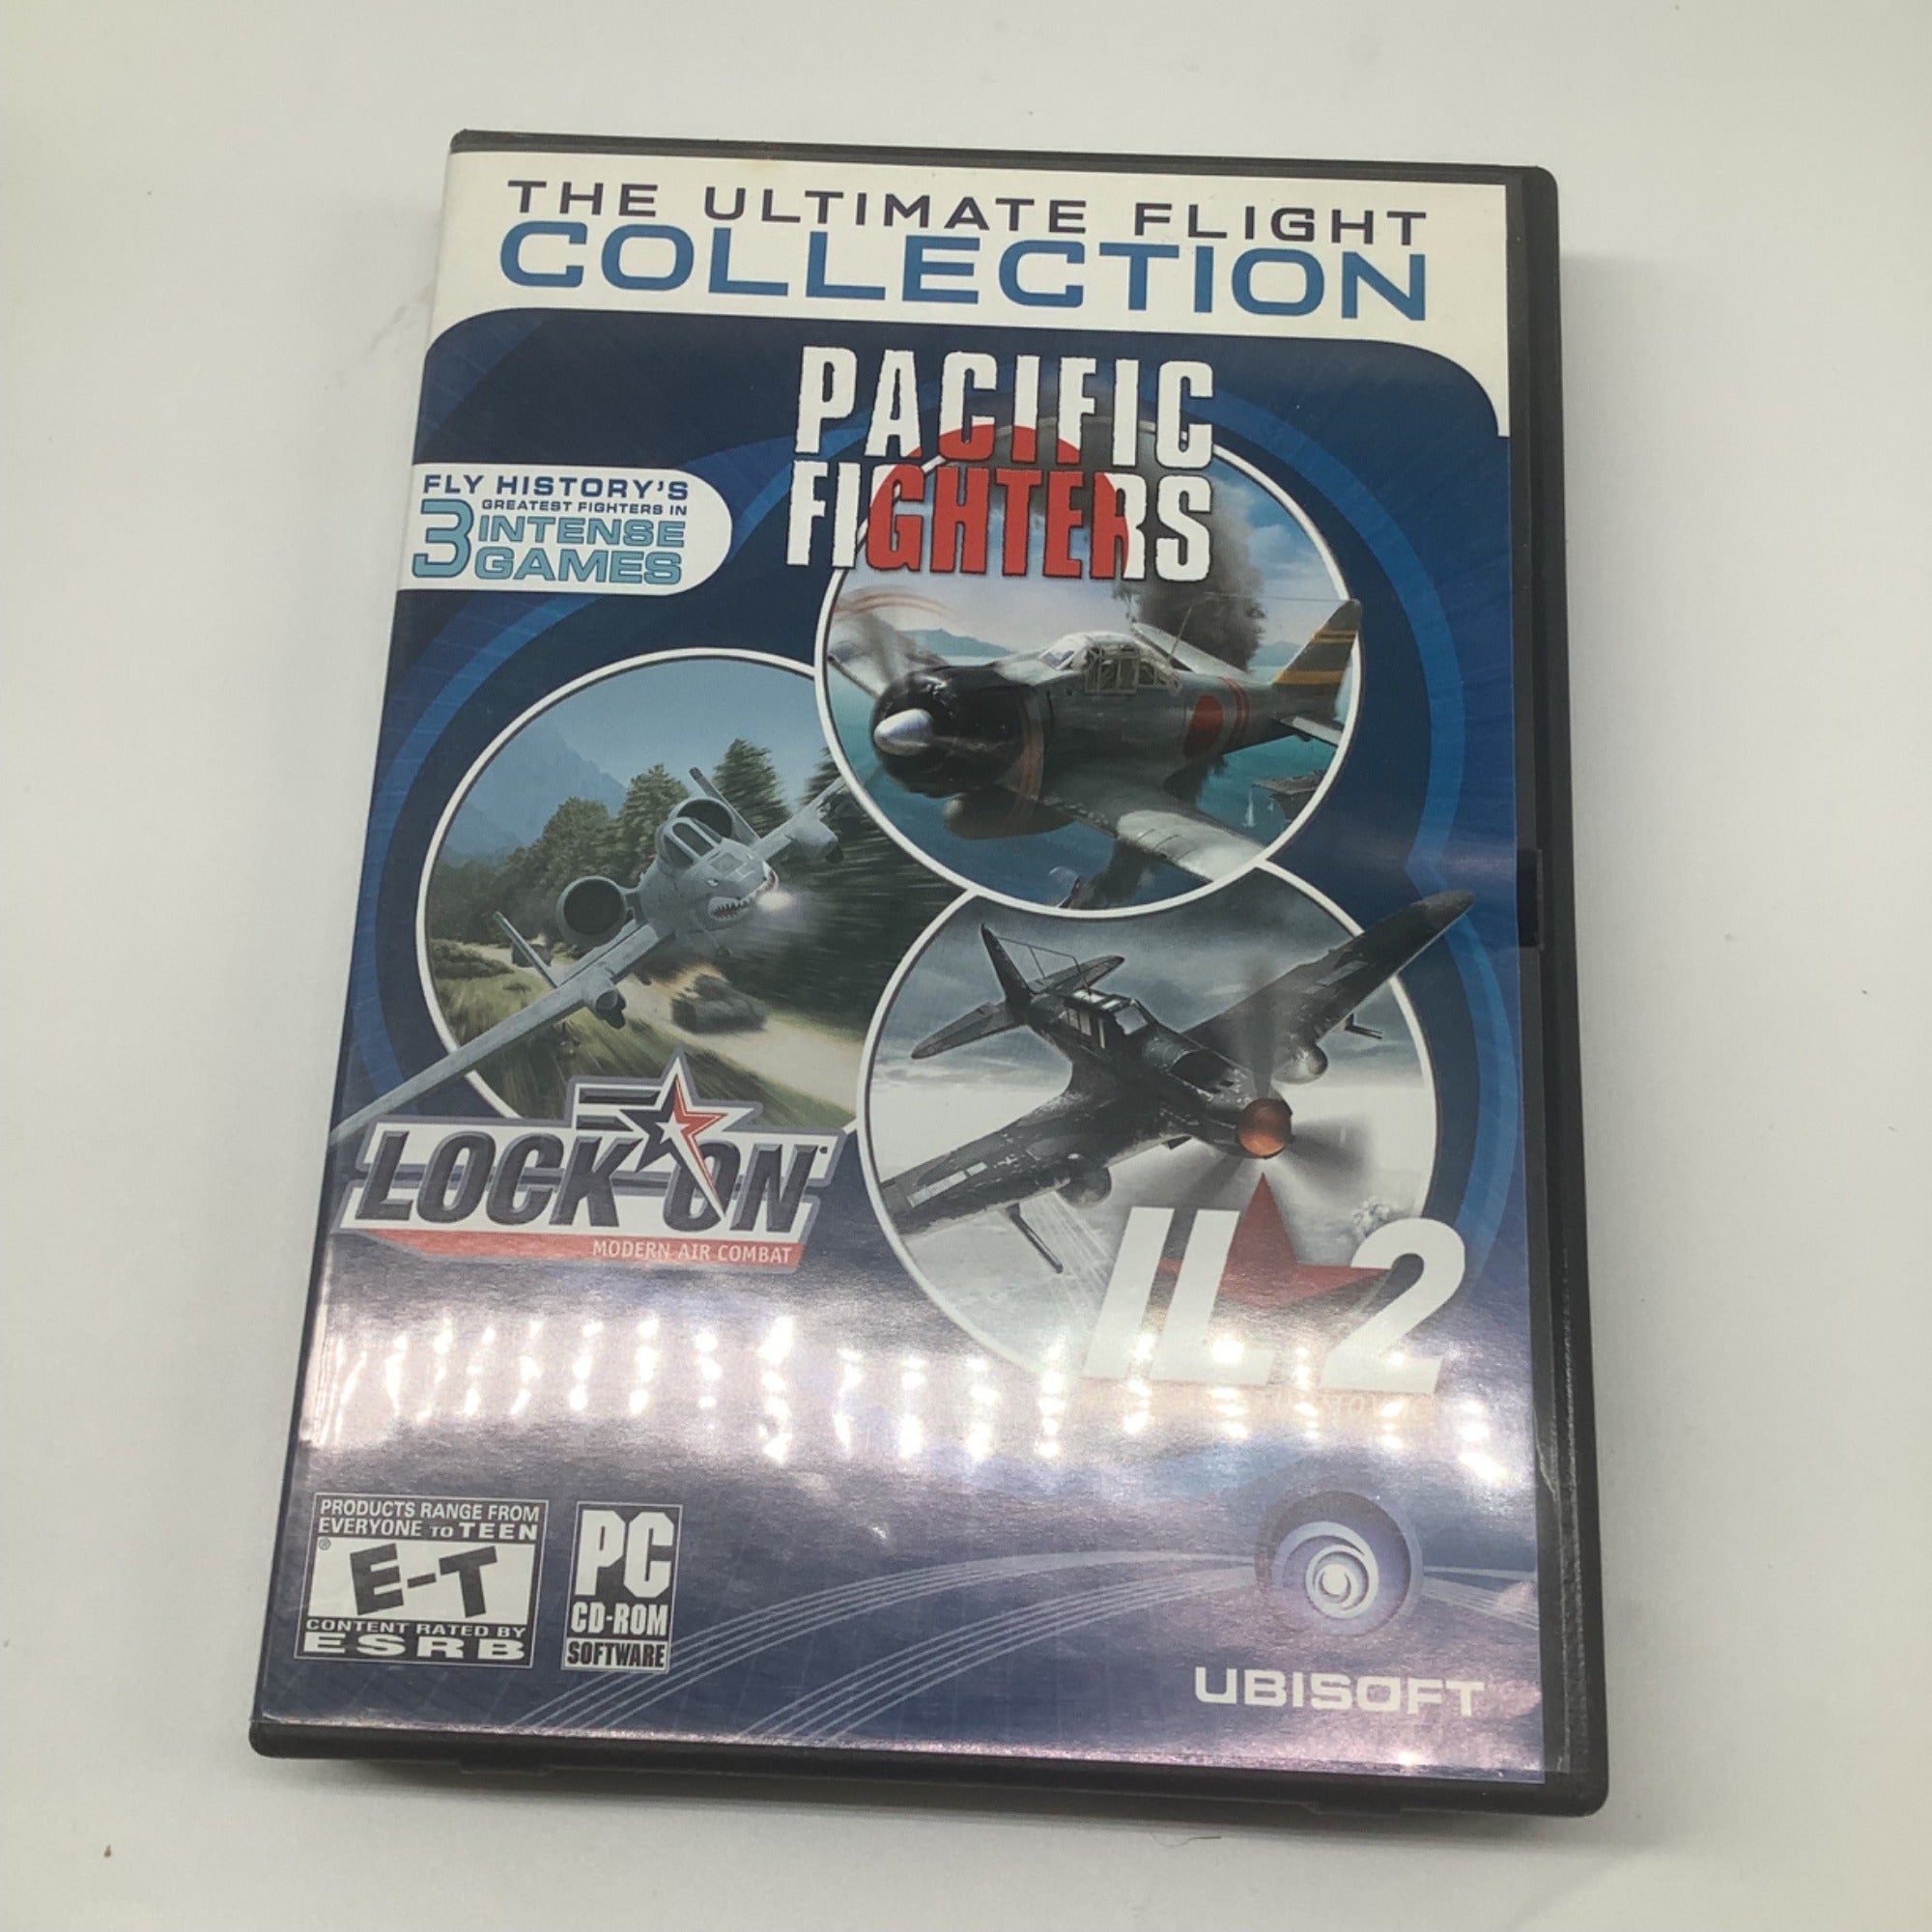 THE ULTIMATE FLIGHT
COLLECTION
PACIFIC
FIGHTERS
FLY HISTORY'S
GREATEST FIGHTERS IN
3 INTENSE
GAMES
LOCK ON
MODERN AIR COMBAT
IL 2
PRODUCTS RANGE FROM
EVERYONE TO TEEN
®
E-T
CONTENT RATED BY
ESRB
PC
CD-ROM
SOFTWARE
UBISOFT